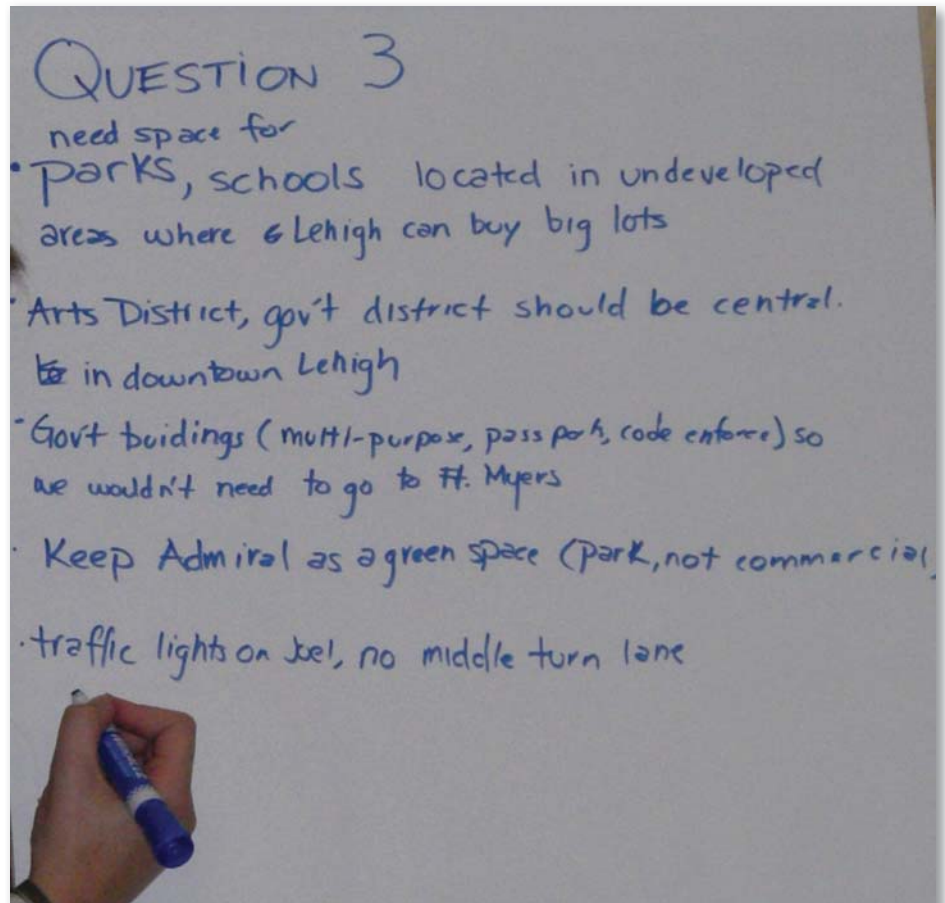 QUESTION 3
need space for
• parks, schools located in undeveloped
areas where Lehigh can buy big lots
• Arts District, gov't district should be central.
in downtown Lehigh
• Gov't buidings (multi-purpose, passport, code enforce) so
we wouldn't need to go to Ft. Myers
• Keep Admiral as a green space (park, not commercial)
• traffic lights on Joel, no middle turn lane